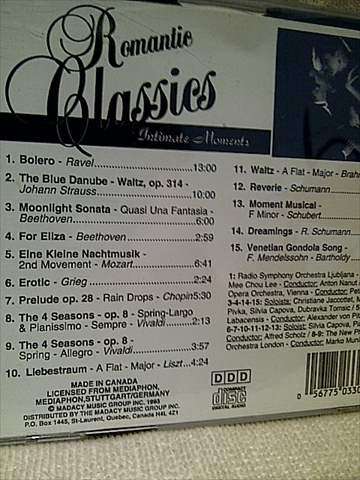 Romantic
Classics
Intimate Moments
1. Bolero - Ravel..............................13:00
2. The Blue Danube - Waltz, op. 314 -
Johann Strauss.......................10:00
3. Moonlight Sonata - Quasi Una Fantasia -
Beethoven..............................6:00
4. For Eliza - Beethoven.................2:59
5. Eine Kleine Nachtmusik -
2nd Movement - Mozart.............6:41
6. Erotic - Grieg.........................2:24
7. Prelude op. 28 - Rain Drops - Chopin5:30
8. The 4 Seasons - op. 8 - Spring-Largo
& Pianissimo - Sempre - Vivaldi.....2:13
9. The 4 Seasons - op. 8 -
Spring - Allegro - Vivaldi.............3:57
10. Liebestraum - A Flat - Major - Liszt...4:24
MADE IN CANADA
LICENSED FROM MEDIAPHON,
MEDIAPHON,STUTTGART/GERMANY
© MADACY MUSIC GROUP INC. 1993
DISTRIBUTED BY THE MADACY MUSIC GROUP INC.
P.O. Box 1445, St-Laurent, Quebec, Canada H4L 4Z1
DDD
COMPACT
disc
DIGITAL AUDIO
11. Waltz - A Flat - Major - Brahm
12. Reverie - Schumann
13. Moment Musical -
F Minor - Schubert
14. Dreamings - R. Schumann
15. Venetian Gondola Song -
F. Mendelssohn - Bartholdy
1: Radio Symphony Orchestra Ljubljana
Mee Chou Lee - Conductor: Anton Nanut
Opera Orchestra, Vienna - Conductor: Pete
3-4-14-15: Soloists: Christiane Jaccottet,
Povsa, Silvia Capova, Dubravka Tomsic
Labacensis - Conductor: Alexander von P
6-7-10-11-12-13: Soloist: Silvia Capova,
Conductor: Alfred Scholz / 8-9: The New P
Orchestra London - Conductor: Marko Mun
0 56775 0330